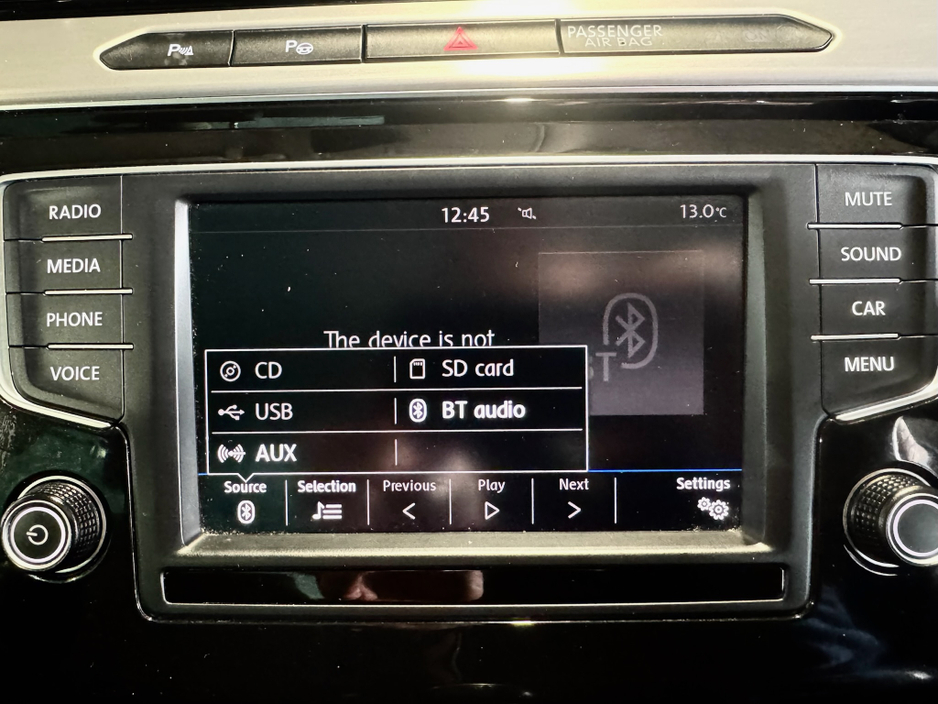 P
P
PASSENGER
AIR BAG
RADIO
MEDIA
PHONE
VOICE
MUTE
SOUND
CAR
MENU
12:45
13.0°C
The device is not
BT
CD
SD card
USB
BT audio
AUX
Source
Selection
Previous
Play
Next
Settings